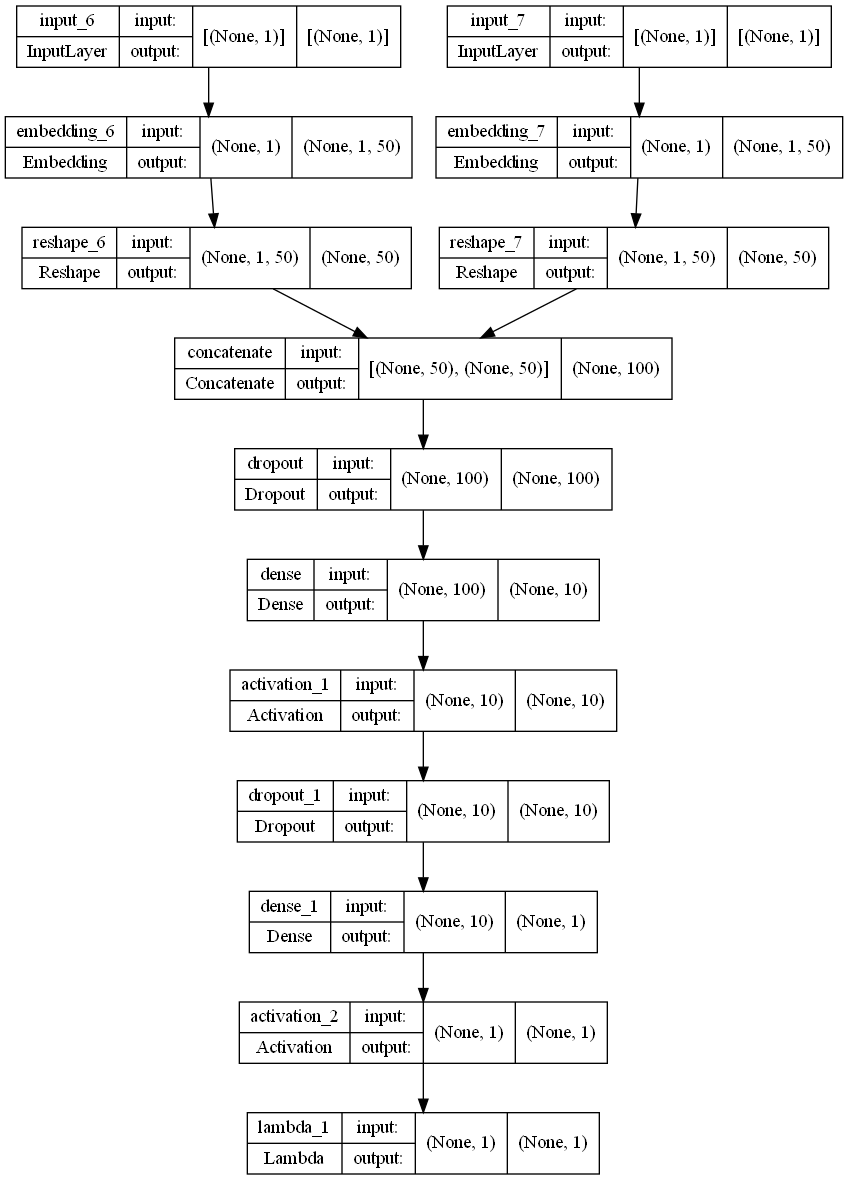 input_6 input: [(None, 1)] [(None, 1)]
InputLayer output:
input_7 input: [(None, 1)] [(None, 1)]
InputLayer output:
embedding_6 input: (None, 1) (None, 1, 50)
Embedding output:
embedding_7 input: (None, 1) (None, 1, 50)
Embedding output:
reshape_6 input: (None, 1, 50) (None, 50)
Reshape output:
reshape_7 input: (None, 1, 50) (None, 50)
Reshape output:
concatenate input: [(None, 50), (None, 50)] (None, 100)
Concatenate output:
dropout input: (None, 100) (None, 100)
Dropout output:
dense input: (None, 100) (None, 10)
Dense output:
activation_1 input: (None, 10) (None, 10)
Activation output:
dropout_1 input: (None, 10) (None, 10)
Dropout output:
dense_1 input: (None, 10) (None, 1)
Dense output:
activation_2 input: (None, 1) (None, 1)
Activation output:
lambda_1 input: (None, 1) (None, 1)
Lambda output: